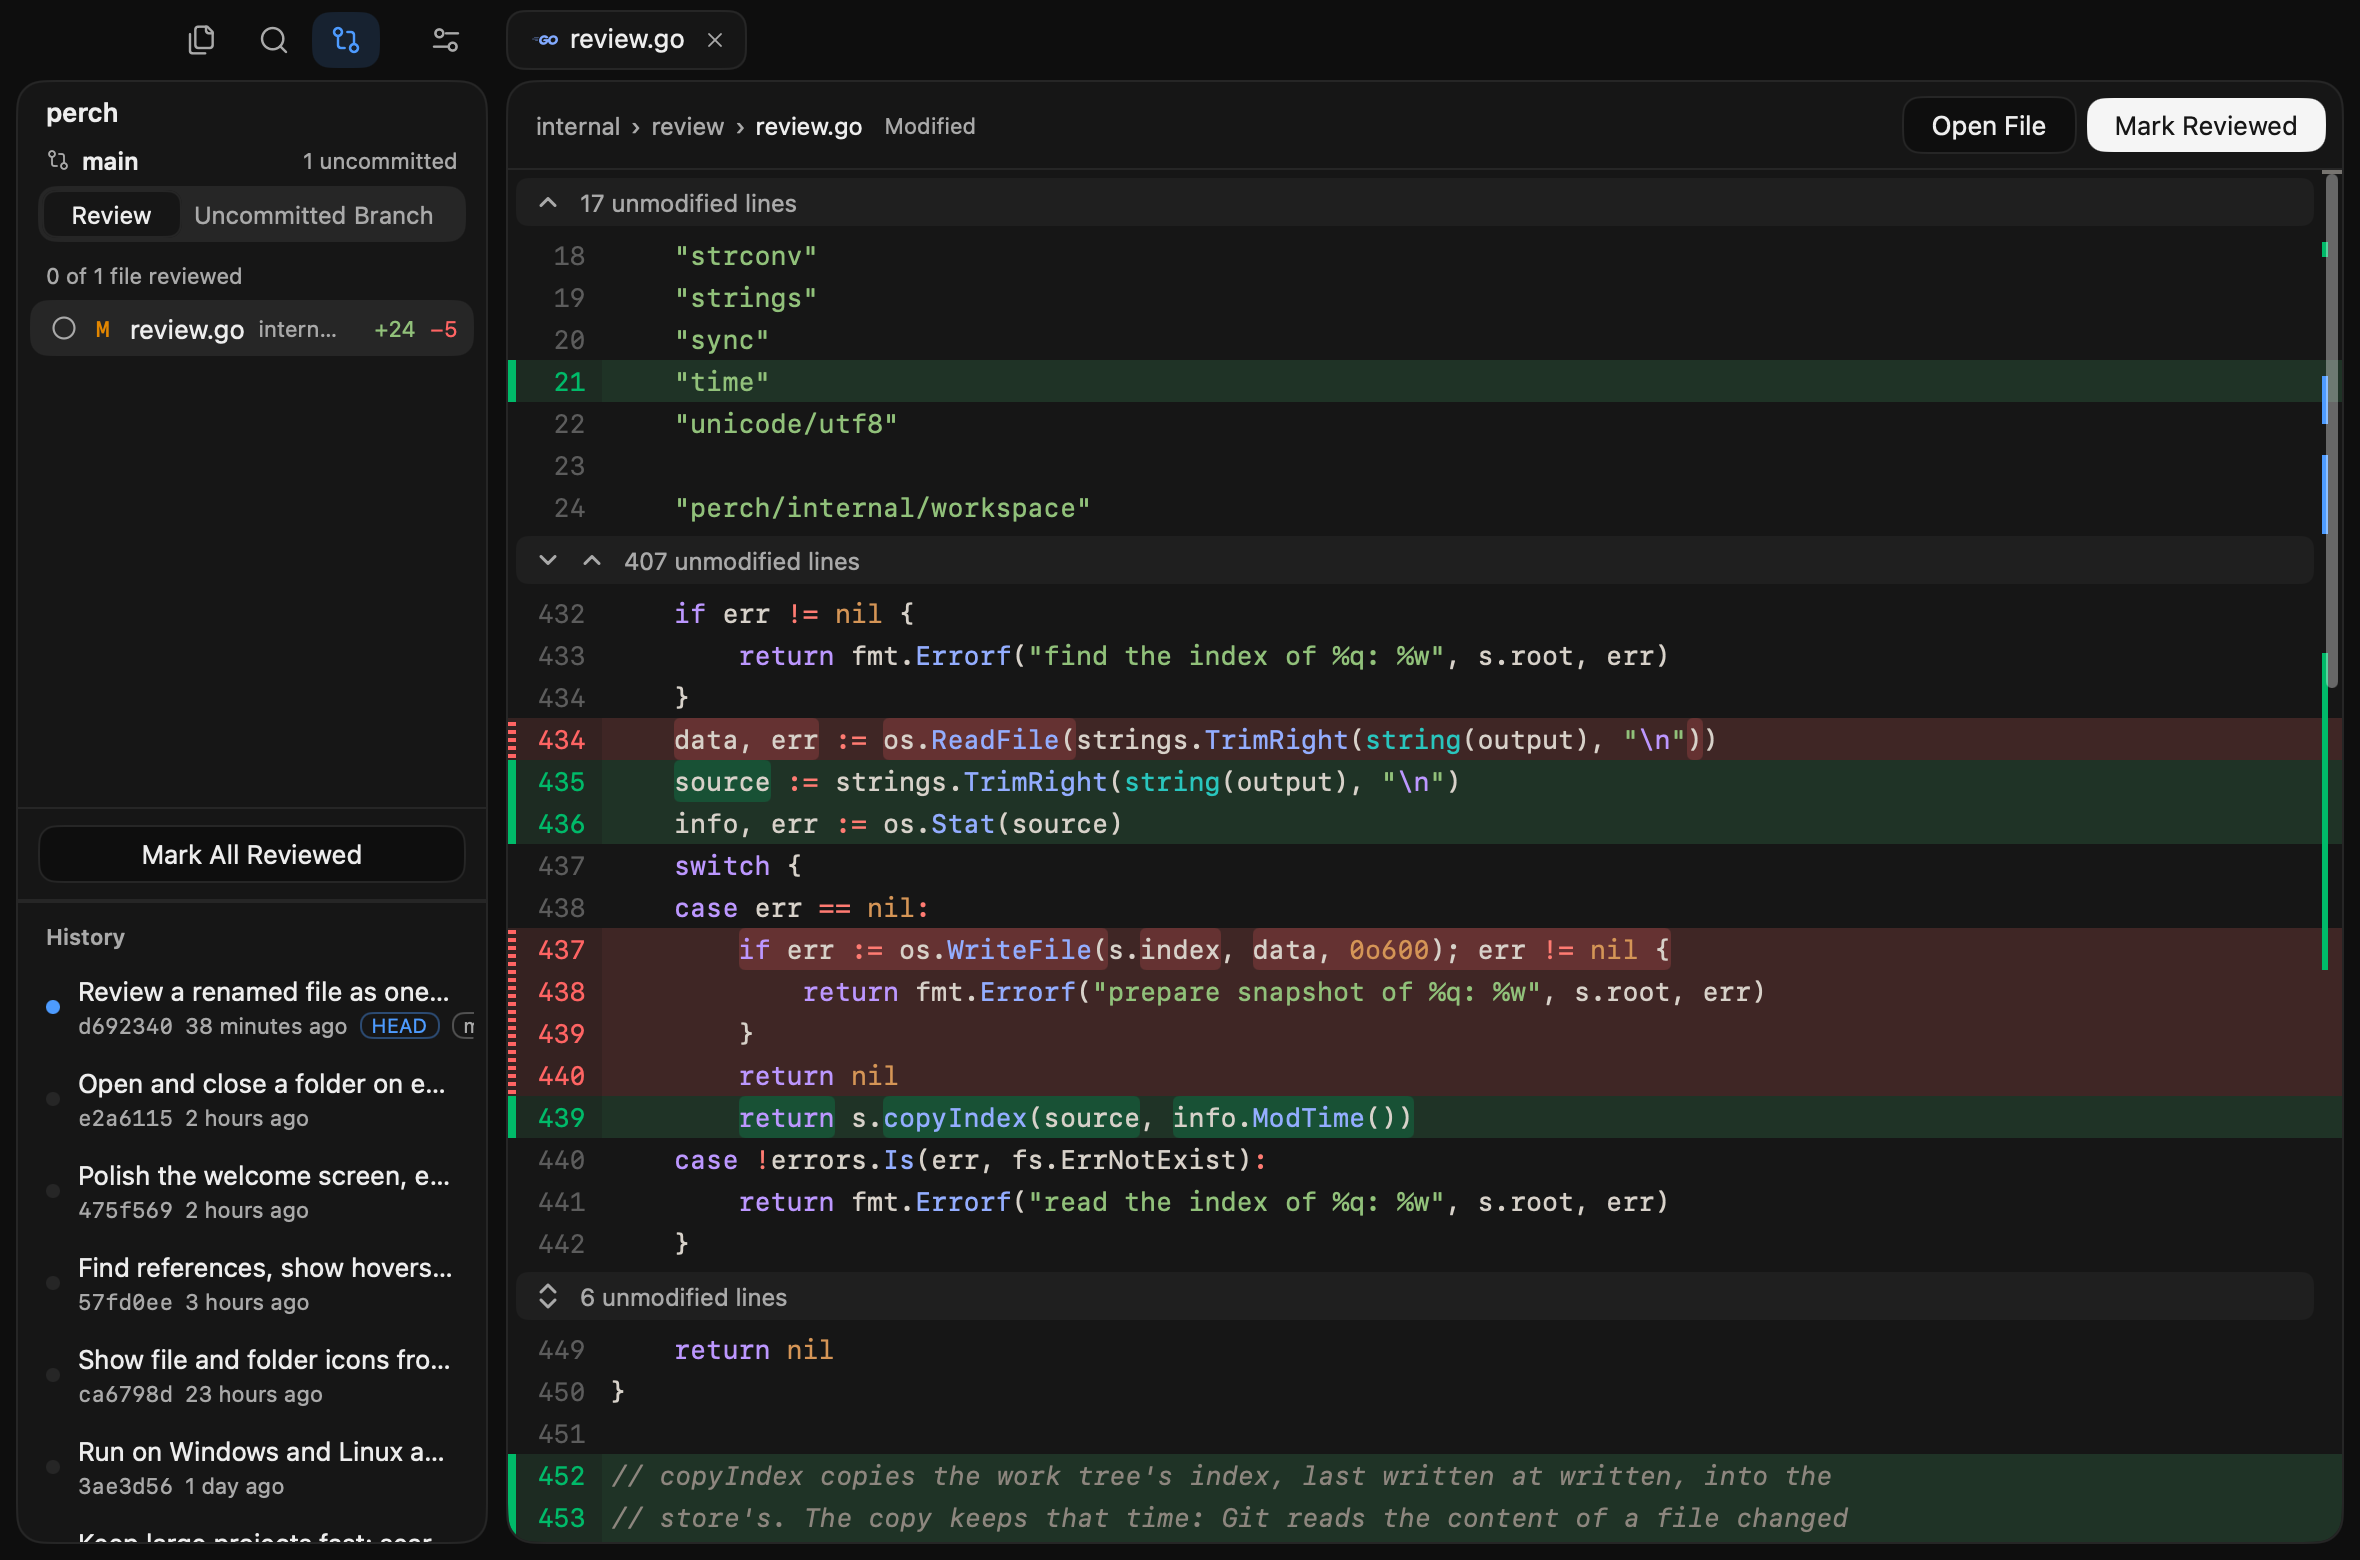 GO review.go
perch
main 1 uncommitted
Review Uncommitted Branch
0 of 1 file reviewed
M review.go intern... +24 −5
Mark All Reviewed
History
Review a renamed file as one...
d692340 38 minutes ago HEAD
Open and close a folder on e...
e2a6115 2 hours ago
Polish the welcome screen, e...
475f569 2 hours ago
Find references, show hovers...
57fd0ee 3 hours ago
Show file and folder icons fro...
ca6798d 23 hours ago
Run on Windows and Linux a...
3ae3d56 1 day ago
internal › review › review.go Modified
Open File
Mark Reviewed
17 unmodified lines
18 "strconv"
19 "strings"
20 "sync"
21 "time"
22 "unicode/utf8"
23
24 "perch/internal/workspace"
407 unmodified lines
432 if err != nil {
433 return fmt.Errorf("find the index of %q: %w", s.root, err)
434 }
434 data, err := os.ReadFile(strings.TrimRight(string(output), "\n"))
435 source := strings.TrimRight(string(output), "\n")
436 info, err := os.Stat(source)
437 switch {
438 case err == nil:
437 if err := os.WriteFile(s.index, data, 0o600); err != nil {
438 return fmt.Errorf("prepare snapshot of %q: %w", s.root, err)
439 }
440 return nil
439 return s.copyIndex(source, info.ModTime())
440 case !errors.Is(err, fs.ErrNotExist):
441 return fmt.Errorf("read the index of %q: %w", s.root, err)
442 }
6 unmodified lines
449 return nil
450 }
451
452 // copyIndex copies the work tree's index, last written at written, into the
453 // store's. The copy keeps that time: Git reads the content of a file changed